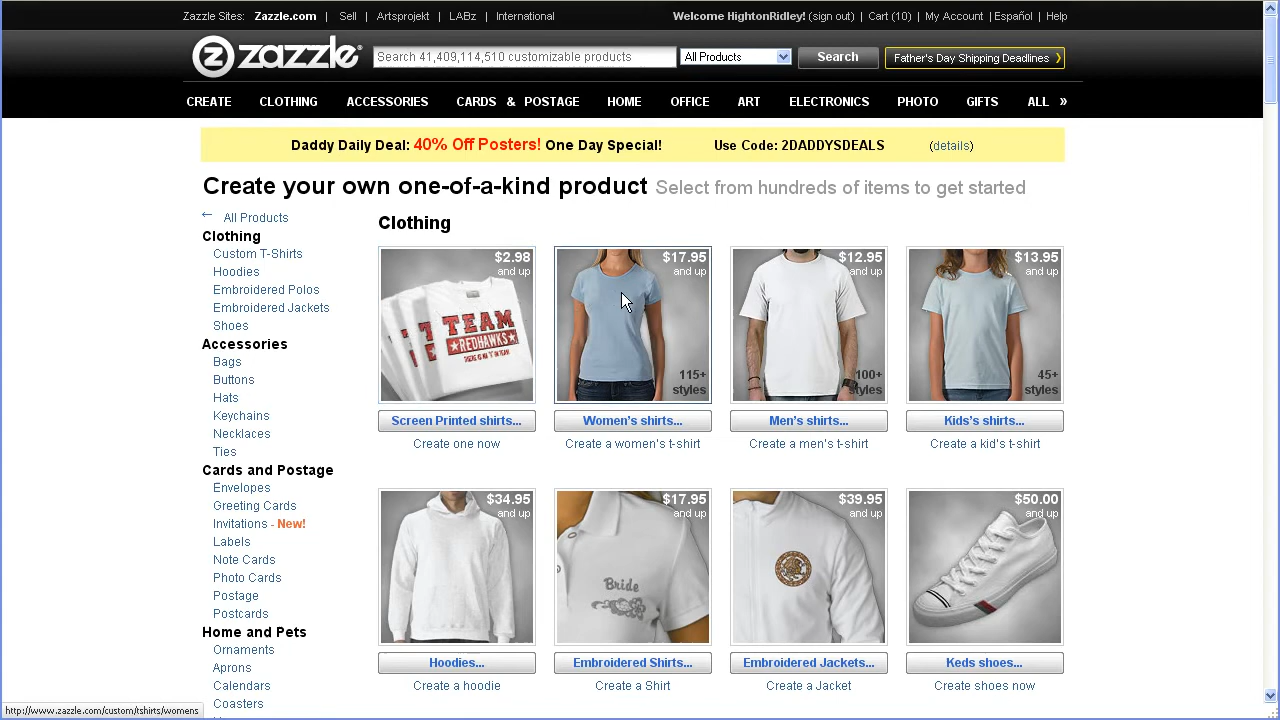 Zazzle Sites: Zazzle.com | Sell | Artsprojekt | LABz | International
Welcome HightonRidley! (sign out) | Cart (10) | My Account | Español | Help
zazzle®
Search 41,409,114,510 customizable products
All Products
Search
Father's Day Shipping Deadlines ⟩
CREATE CLOTHING ACCESSORIES CARDS & POSTAGE HOME OFFICE ART ELECTRONICS PHOTO GIFTS ALL »
Daddy Daily Deal: 40% Off Posters! One Day Special! Use Code: 2DADDYSDEALS (details)
Create your own one-of-a-kind product Select from hundreds of items to get started
← All Products
Clothing
Custom T-Shirts
Hoodies
Embroidered Polos
Embroidered Jackets
Shoes
Accessories
Bags
Buttons
Hats
Keychains
Necklaces
Ties
Cards and Postage
Envelopes
Greeting Cards
Invitations - New!
Labels
Note Cards
Photo Cards
Postage
Postcards
Home and Pets
Ornaments
Aprons
Calendars
Coasters
Clothing
$2.98
and up
TEAM
REDHAWKS
THERE IS NO "I" IN TEAM
Screen Printed shirts...
Create one now
$17.95
and up
115+
styles
Women's shirts...
Create a women's t-shirt
$12.95
and up
100+
styles
Men's shirts...
Create a men's t-shirt
$13.95
and up
45+
styles
Kids's shirts...
Create a kid's t-shirt
$34.95
and up
Hoodies...
Create a hoodie
$17.95
and up
Bride
Embroidered Shirts...
Create a Shirt
$39.95
and up
Embroidered Jackets...
Create a Jacket
$50.00
and up
Keds shoes...
Create shoes now
http://www.zazzle.com/custom/tshirts/womens